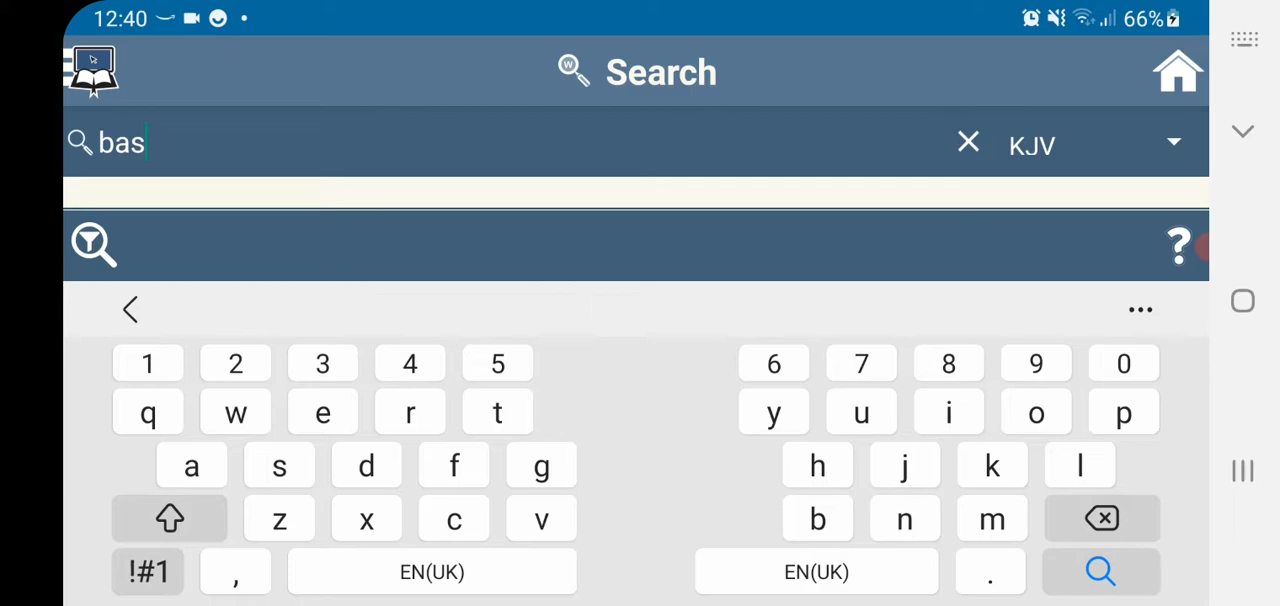 12:40 66%
W Search
bas KJV
?
1 2 3 4 5 6 7 8 9 0
q w e r t y u i o p
a s d f g h j k l
z x c v b n m
!#1 , EN(UK) EN(UK) .